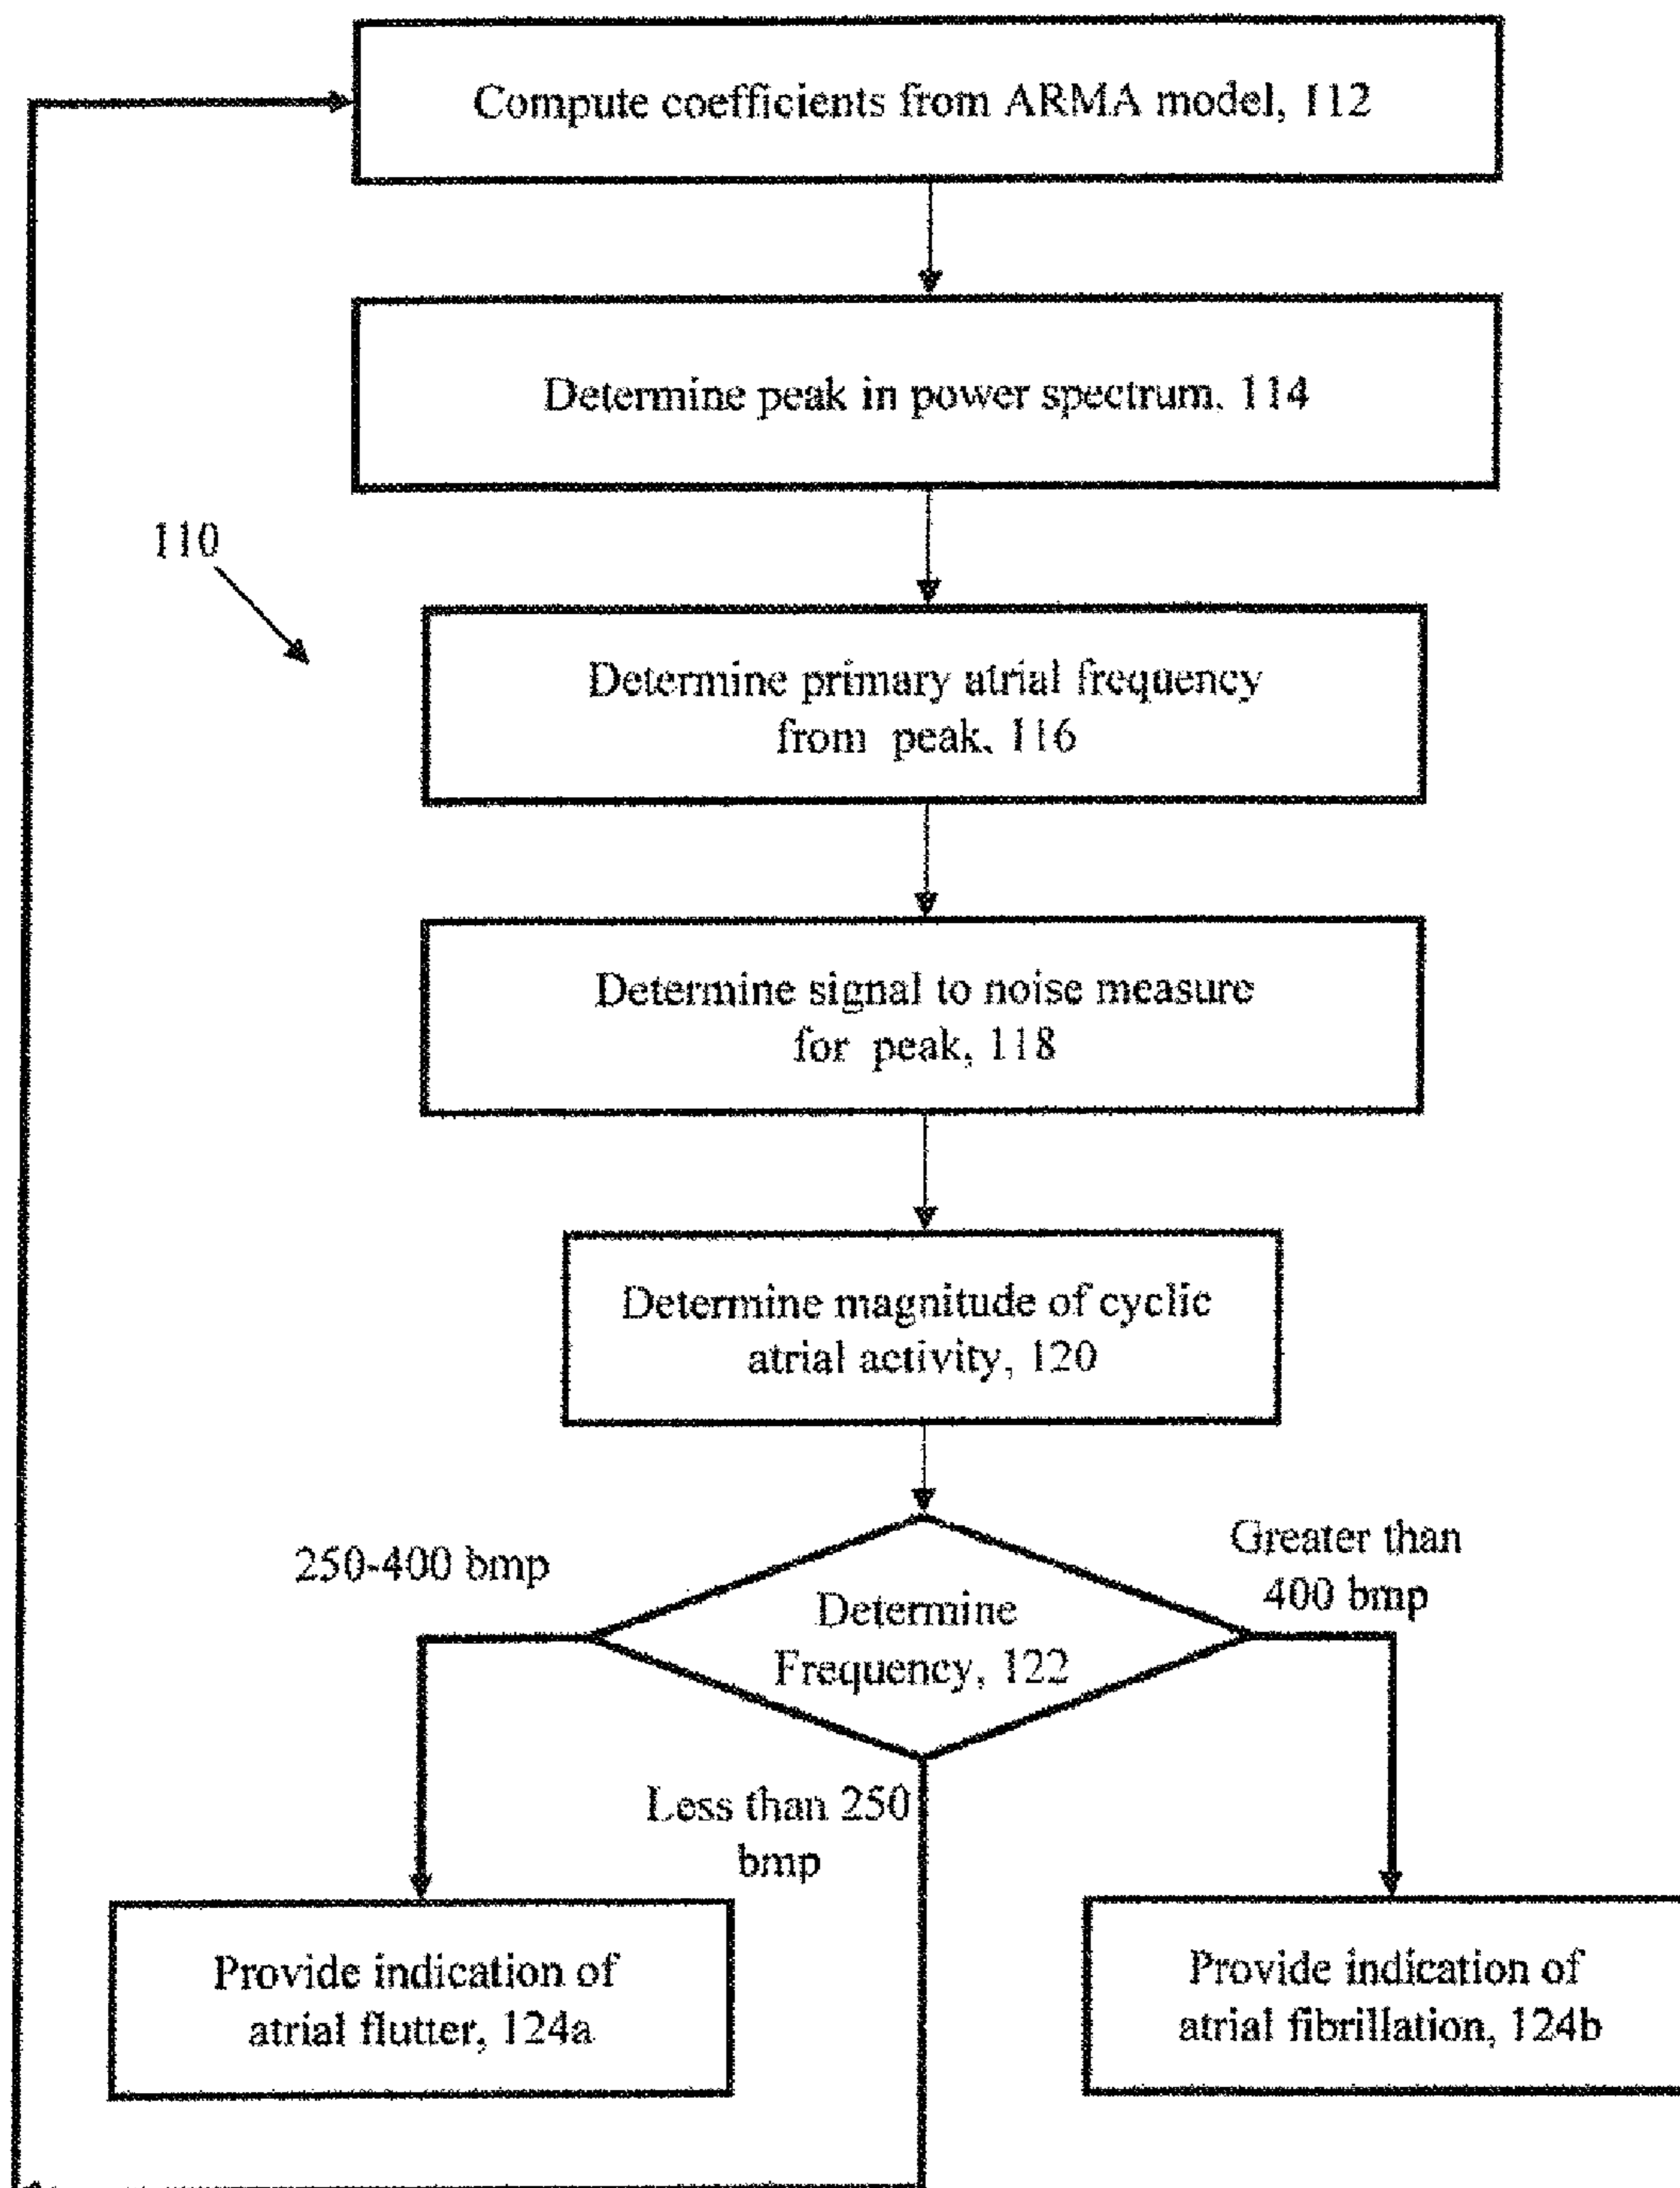 Compute coefficients from ARMA model, 112
Determine peak in power spectrum. 114
110
Determine primary atrial frequency
from peak. 116
Determine signal to noise measure
for peak, 118
Determine magnitude of cyclic
atrial activity, 120
250-400 bmp
Greater than
400 bmp
Determine
Frequency, 122
Less than 250
bmp
Provide indication of
atrial flutter, 124a
Provide indication of
atrial fibrillation, 124b